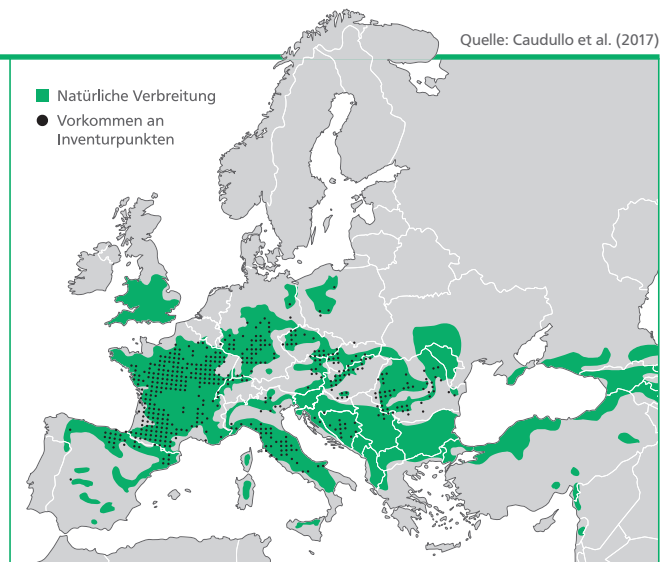 Quelle: Caudullo et al. (2017)
Natürliche Verbreitung
Vorkommen an
Inventurpunkten